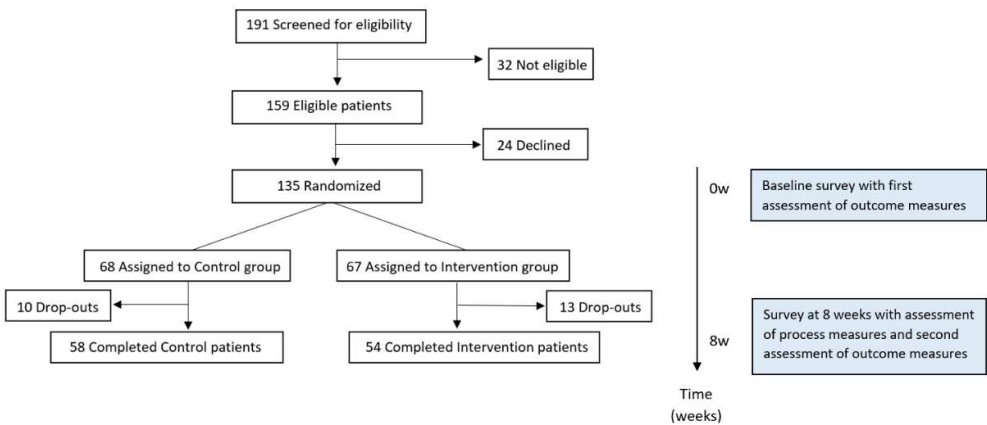 191 Screened for eligibility
32 Not eligible
159 Eligible patients
24 Declined
135 Randomized
0w
Baseline survey with first
assessment of outcome measures
68 Assigned to Control group
67 Assigned to Intervention group
10 Drop-outs
13 Drop-outs
58 Completed Control patients
54 Completed Intervention patients
8w
Survey at 8 weeks with assessment
of process measures and second
assessment of outcome measures
Time
(weeks)